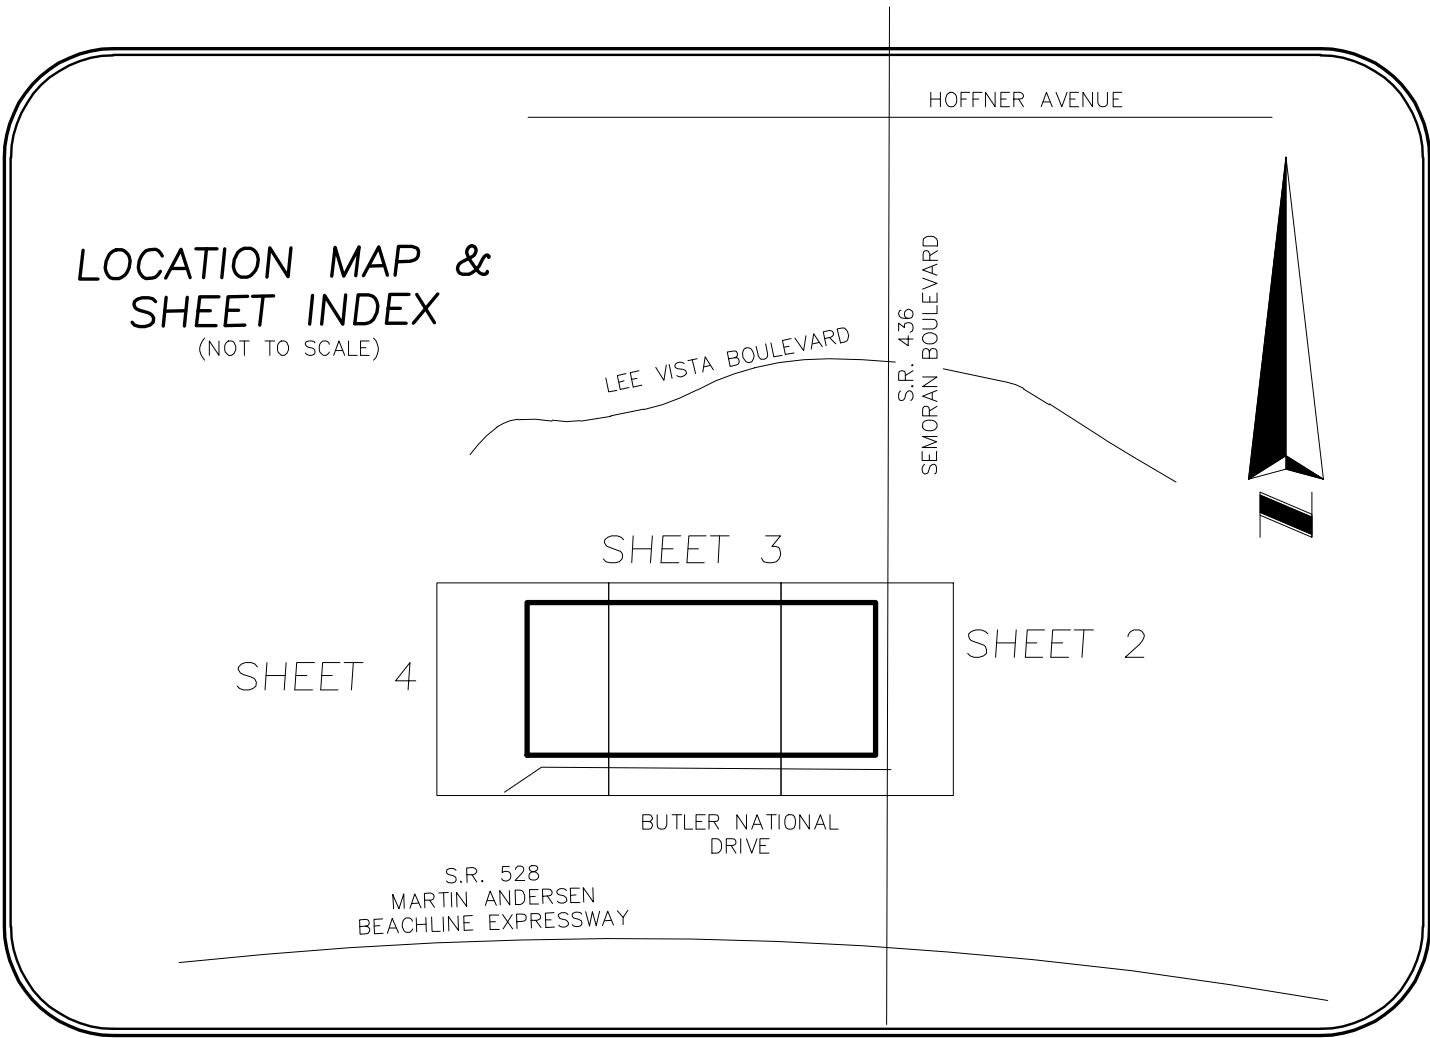 HOFFNER AVENUE
LOCATION MAP &
SHEET INDEX
(NOT TO SCALE)
S.R. 436
SEMORAN BOULEVARD
LEE VISTA BOULEVARD
N
SHEET 3
SHEET 2
SHEET 4
BUTLER NATIONAL
DRIVE
S.R. 528
MARTIN ANDERSEN
BEACHLINE EXPRESSWAY